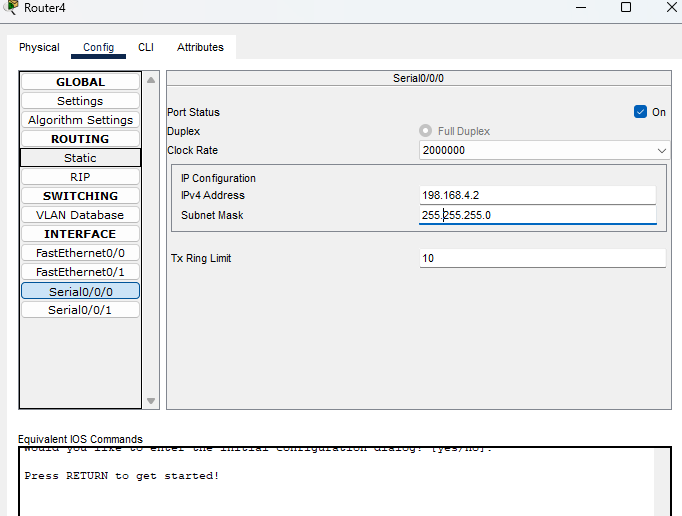 Router4
Physical Config CLI Attributes
GLOBAL
Settings
Algorithm Settings
ROUTING
Static
RIP
SWITCHING
VLAN Database
INTERFACE
FastEthernet0/0
FastEthernet0/1
Serial0/0/0
Serial0/0/1
Serial0/0/0
Port Status On
Duplex Full Duplex
Clock Rate 2000000
IP Configuration
IPv4 Address 198.168.4.2
Subnet Mask 255.255.255.0
Tx Ring Limit 10
Equivalent IOS Commands
would you like to enter the initial configuration dialog? [yes/no]:
Press RETURN to get started!